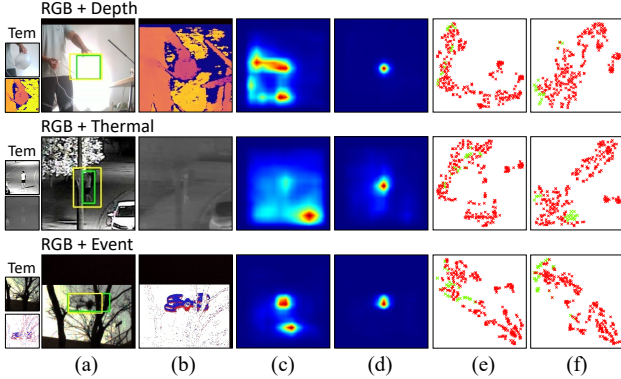 RGB + Depth
Tem
RGB + Thermal
Tem
RGB + Event
Tem
(a) (b) (c) (d) (e) (f)